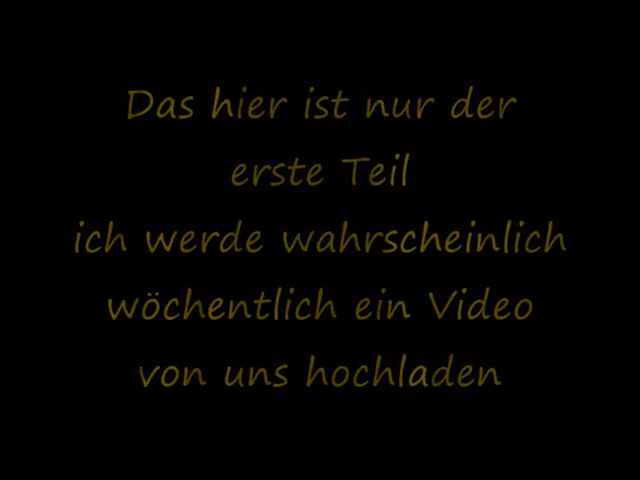 Das hier ist nur der
erste Teil
ich werde wahrscheinlich
wöchentlich ein Video
von uns hochladen